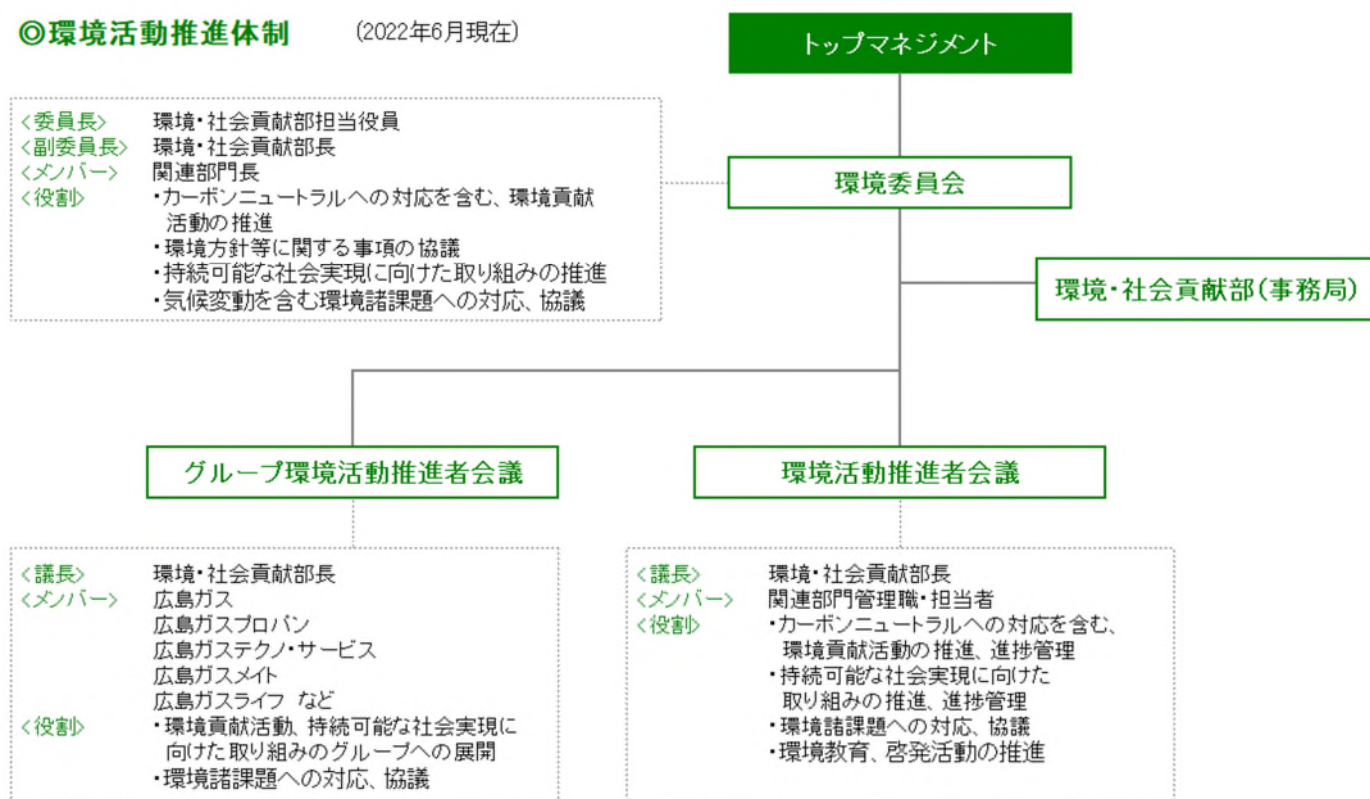 ◎環境活動推進体制 (2022年6月現在)
トップマネジメント
<委員長> 環境・社会貢献部担当役員
<副委員長> 環境・社会貢献部長
<メンバー> 関連部門長
<役割> ・カーボンニュートラルへの対応を含む、環境貢献
活動の推進
・環境方針等に関する事項の協議
・持続可能な社会実現に向けた取り組みの推進
・気候変動を含む環境諸課題への対応、協議
環境委員会
環境・社会貢献部(事務局)
グループ環境活動推進者会議
<議長> 環境・社会貢献部長
<メンバー> 広島ガス
広島ガスプロパン
広島ガステクノ・サービス
広島ガスメイト
広島ガスライフ など
<役割> ・環境貢献活動、持続可能な社会実現に
向けた取り組みのグループへの展開
・環境諸課題への対応、協議
環境活動推進者会議
<議長> 環境・社会貢献部長
<メンバー> 関連部門管理職・担当者
<役割> ・カーボンニュートラルへの対応を含む、
環境貢献活動の推進、進捗管理
・持続可能な社会実現に向けた
取り組みの推進、進捗管理
・環境諸課題への対応、協議
・環境教育、啓発活動の推進